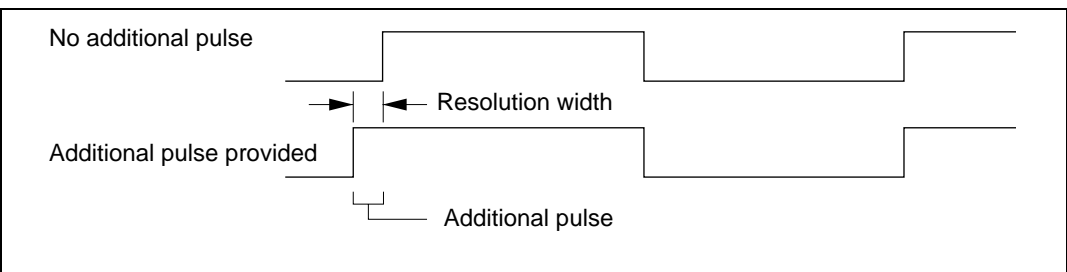 No additional pulse
Resolution width
Additional pulse provided
Additional pulse